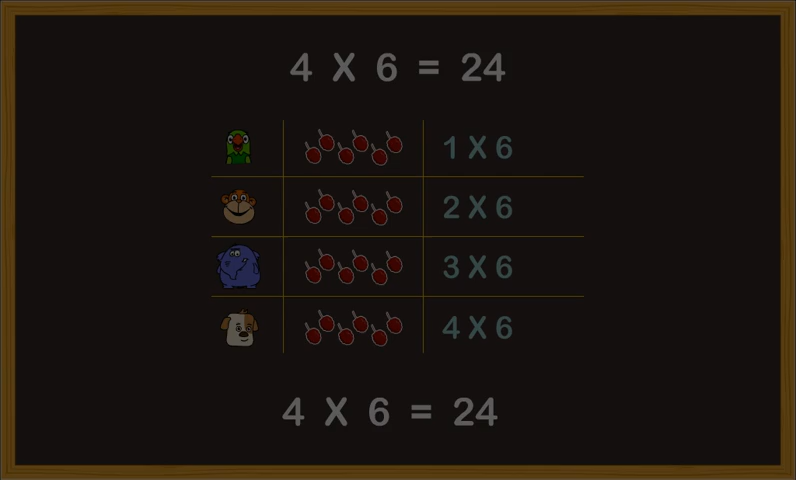 4 X 6 = 24
1 X 6
2 X 6
3 X 6
4 X 6
4 X 6 = 24